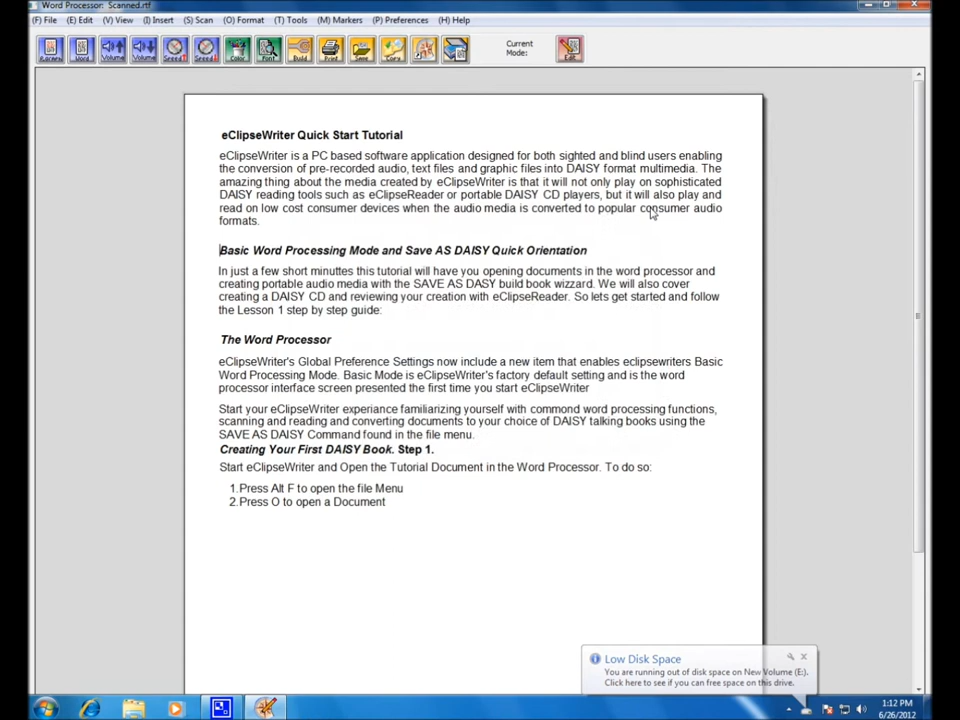 Word Processor: Scanned.rtf
(F) File (E) Edit (V) View (I) Insert (S) Scan (O) Format (T) Tools (M) Markers (P) Preferences (H) Help
Word Volume Volume Speed Speed Color Font Build Print Save Copy Current Mode: Edit
eClipseWriter Quick Start Tutorial
eClipseWriter is a PC based software application designed for both sighted and blind users enabling
the conversion of pre-recorded audio, text files and graphic files into DAISY format multimedia. The
amazing thing about the media created by eClipseWriter is that it will not only play on sophisticated
DAISY reading tools such as eClipseReader or portable DAISY CD players, but it will also play and
read on low cost consumer devices when the audio media is converted to popular consumer audio
formats.
Basic Word Processing Mode and Save AS DAISY Quick Orientation
In just a few short minuttes this tutorial will have you opening documents in the word processor and
creating portable audio media with the SAVE AS DASY build book wizzard. We will also cover
creating a DAISY CD and reviewing your creation with eClipseReader. So lets get started and follow
the Lesson 1 step by step guide:
The Word Processor
eClipseWriter's Global Preference Settings now include a new item that enables eclipsewriters Basic
Word Processing Mode. Basic Mode is eClipseWriter's factory default setting and is the word
processor interface screen presented the first time you start eClipseWriter
Start your eClipseWriter experiance familiarizing yourself with commond word processing functions,
scanning and reading and converting documents to your choice of DAISY talking books using the
SAVE AS DAISY Command found in the file menu.
Creating Your First DAISY Book. Step 1.
Start eClipseWriter and Open the Tutorial Document in the Word Processor. To do so:
1.Press Alt F to open the file Menu
2.Press O to open a Document
Low Disk Space
You are running out of disk space on New Volume (E:).
Click here to see if you can free space on this drive.
1:12 PM
6/26/2012